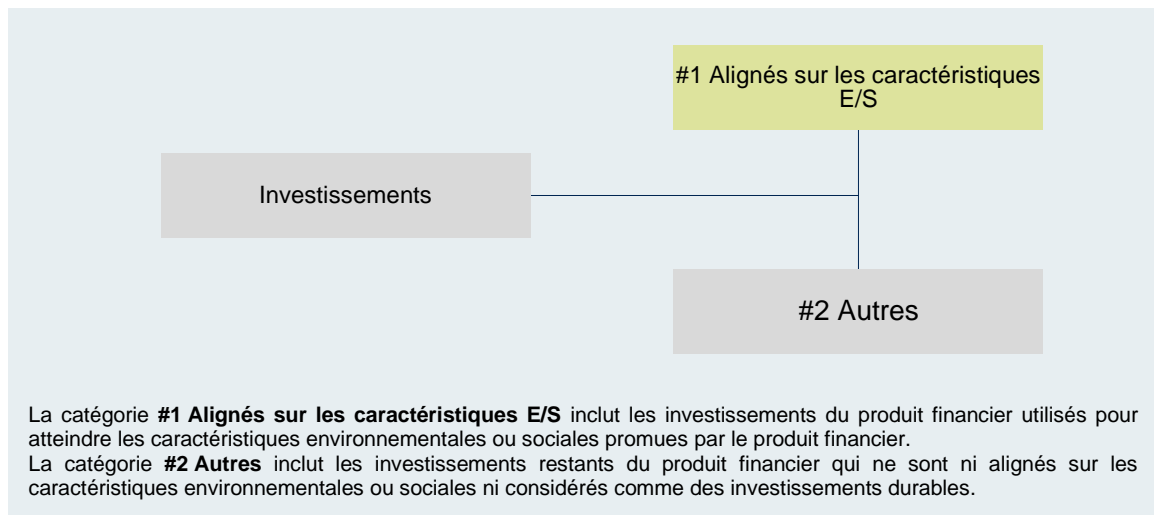 #1 Alignés sur les caractéristiques
E/S
Investissements
#2 Autres
La catégorie #1 Alignés sur les caractéristiques E/S inclut les investissements du produit financier utilisés pour
atteindre les caractéristiques environnementales ou sociales promues par le produit financier.
La catégorie #2 Autres inclut les investissements restants du produit financier qui ne sont ni alignés sur les
caractéristiques environnementales ou sociales ni considérés comme des investissements durables.